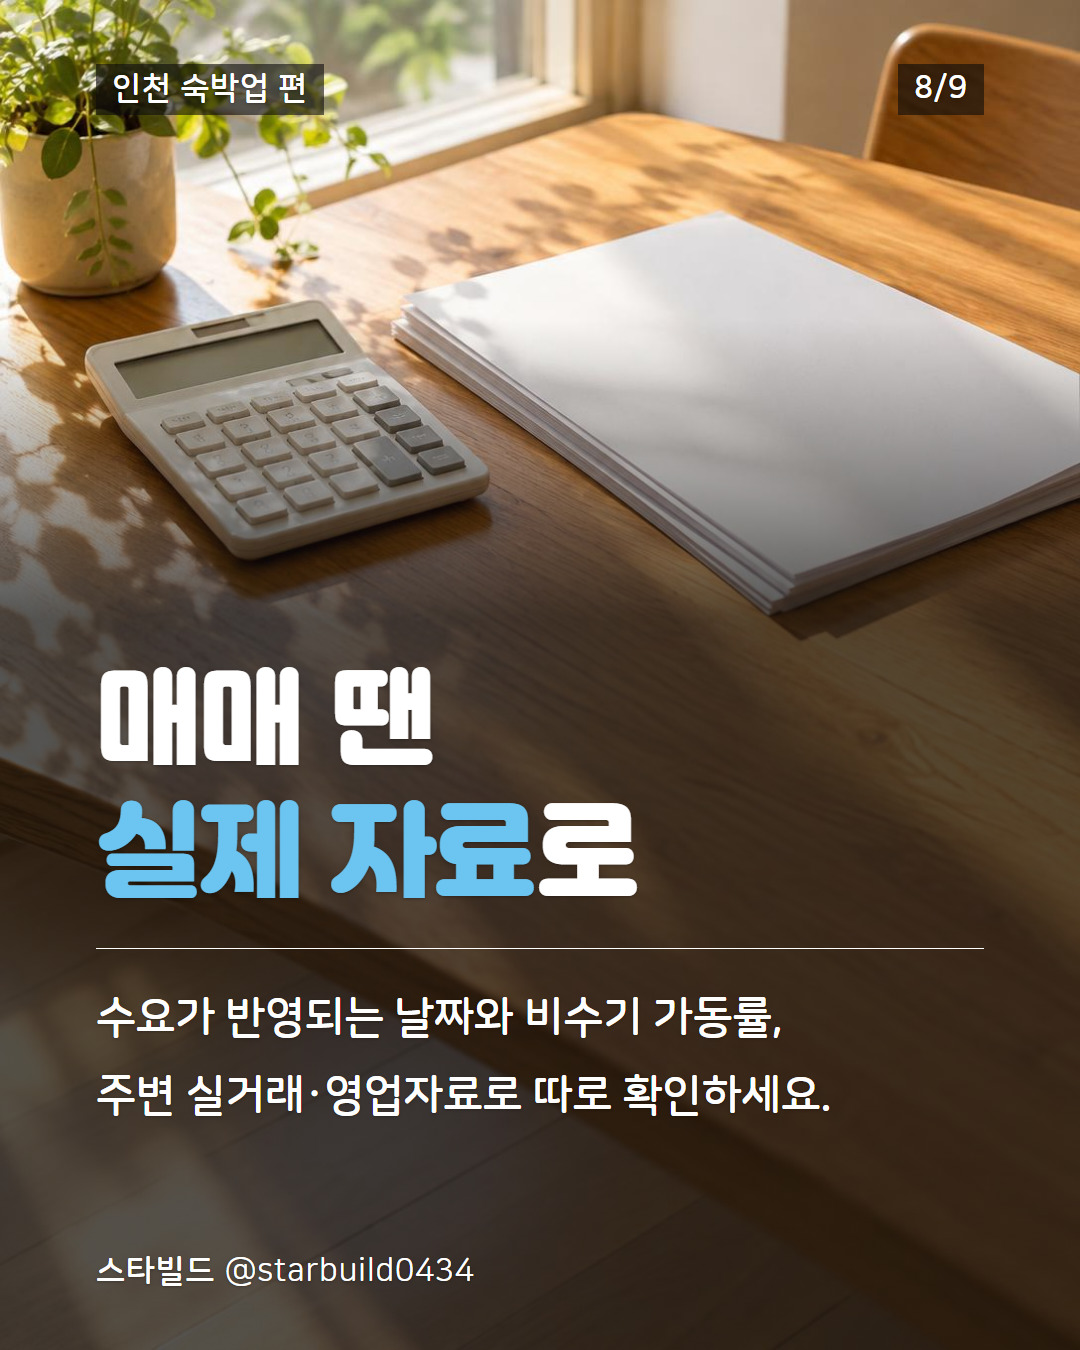 인천 숙박업 편
8/9
매매 땐
실제 자료로
수요가 반영되는 날짜와 비수기 가동률,
주변 실거래·영업자료로 따로 확인하세요.
스타빌드 @starbuild0434